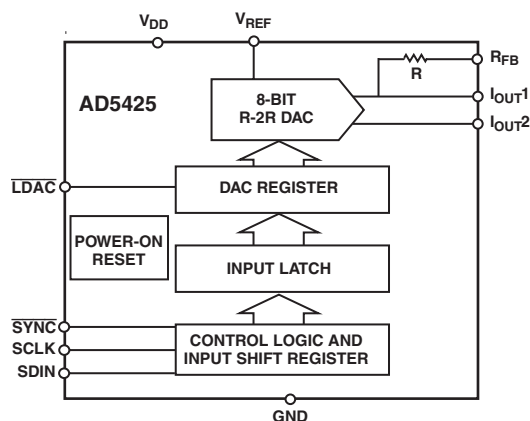 VDD
VREF
RFB
R
AD5425
8-BIT
R-2R DAC
IOUT1
IOUT2
LDAC
DAC REGISTER
POWER-ON
RESET
INPUT LATCH
SYNC
SCLK
SDIN
CONTROL LOGIC AND
INPUT SHIFT REGISTER
GND